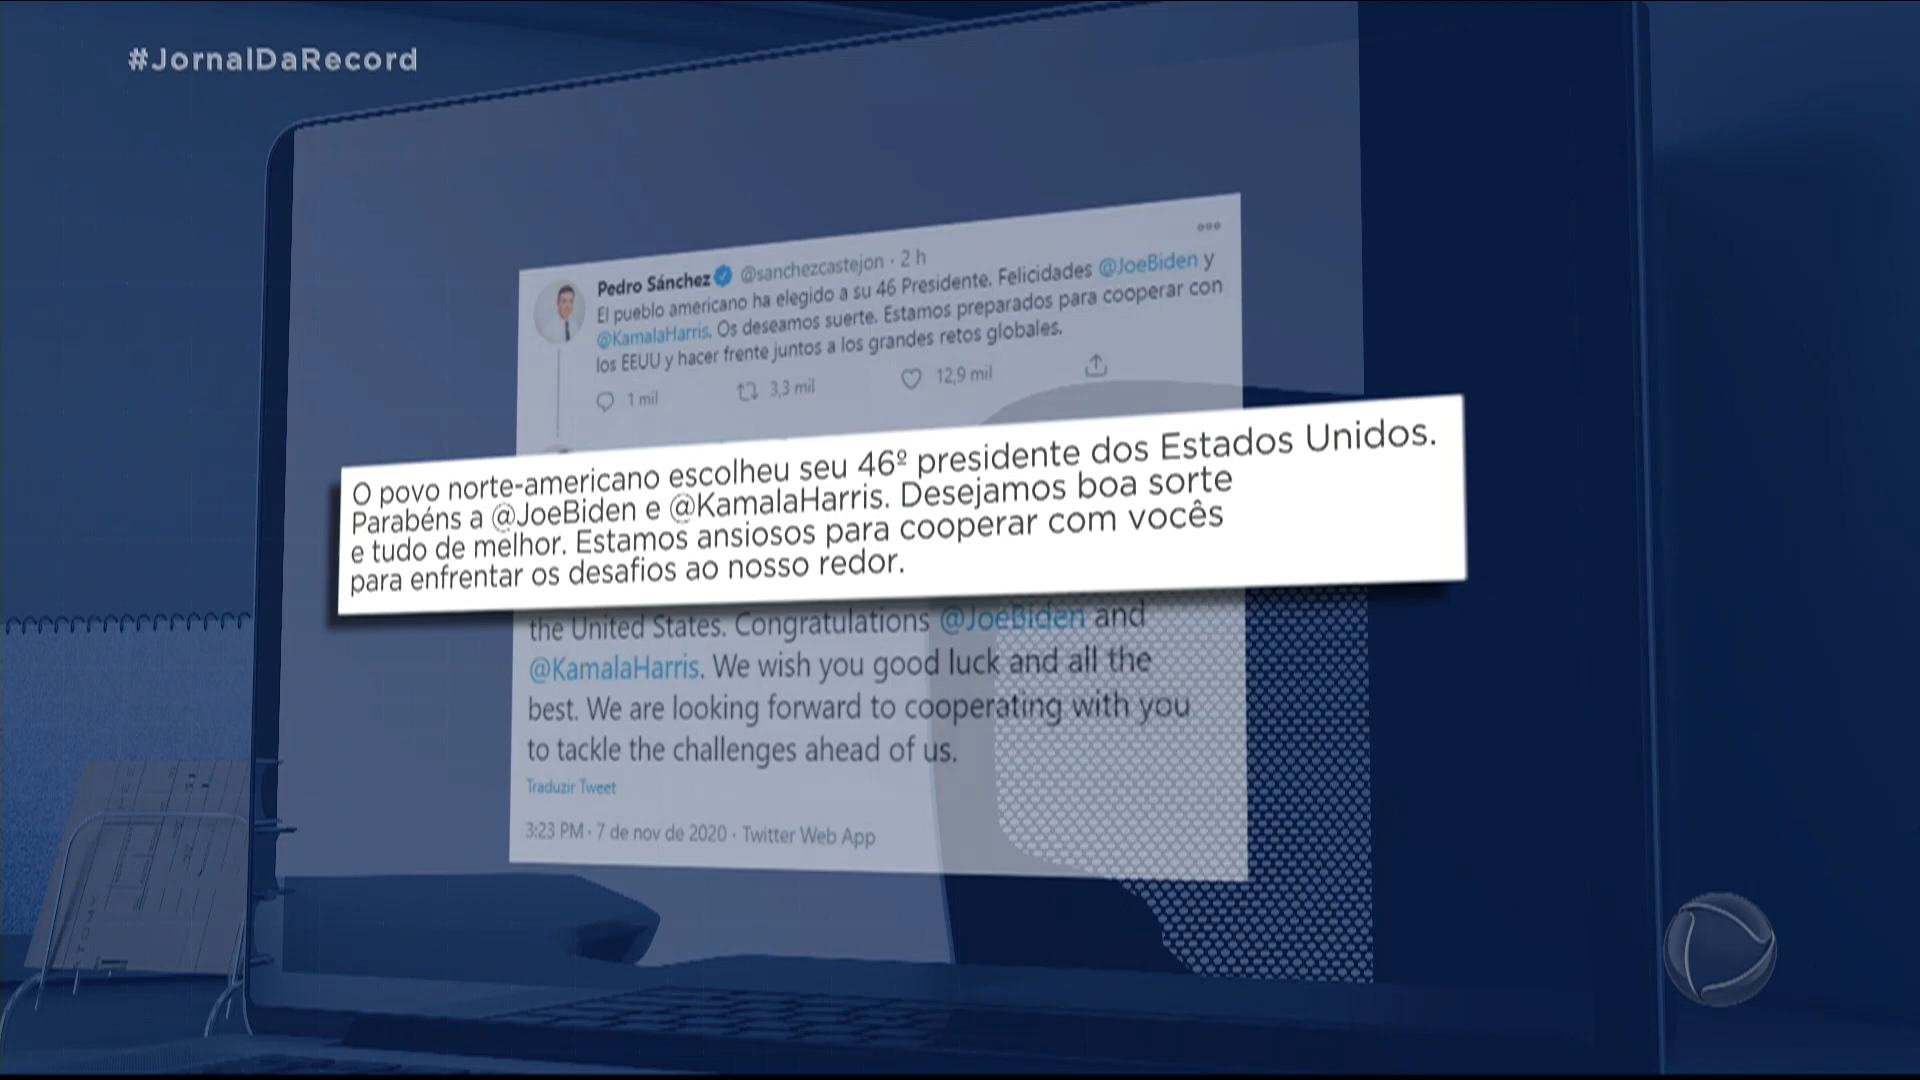 #JornalDaRecord
Pedro Sánchez @sanchezcastejon · 2 h
El pueblo americano ha elegido a su 46 Presidente. Felicidades @JoeBiden y
@KamalaHarris. Os deseamos suerte. Estamos preparados para cooperar con
los EEUU y hacer frente juntos a los grandes retos globales.
1 mil 3,3 mil 12,9 mil
O povo norte-americano escolheu seu 46º presidente dos Estados Unidos.
Parabéns a @JoeBiden e @KamalaHarris. Desejamos boa sorte
e tudo de melhor. Estamos ansiosos para cooperar com vocês
para enfrentar os desafios ao nosso redor.
the United States. Congratulations @JoeBiden and
@KamalaHarris. We wish you good luck and all the
best. We are looking forward to cooperating with you
to tackle the challenges ahead of us.
Traduzir Tweet
3:23 PM · 7 de nov de 2020 · Twitter Web App